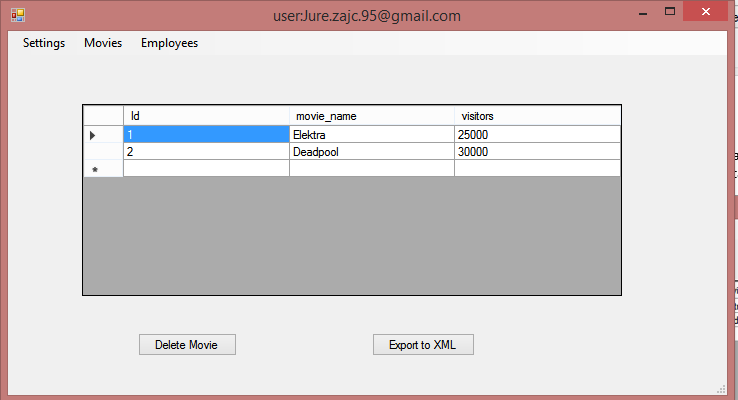 user:Jure.zajc.95@gmail.com
Settings Movies Employees
Id movie_name visitors
1 Elektra 25000
2 Deadpool 30000
Delete Movie Export to XML